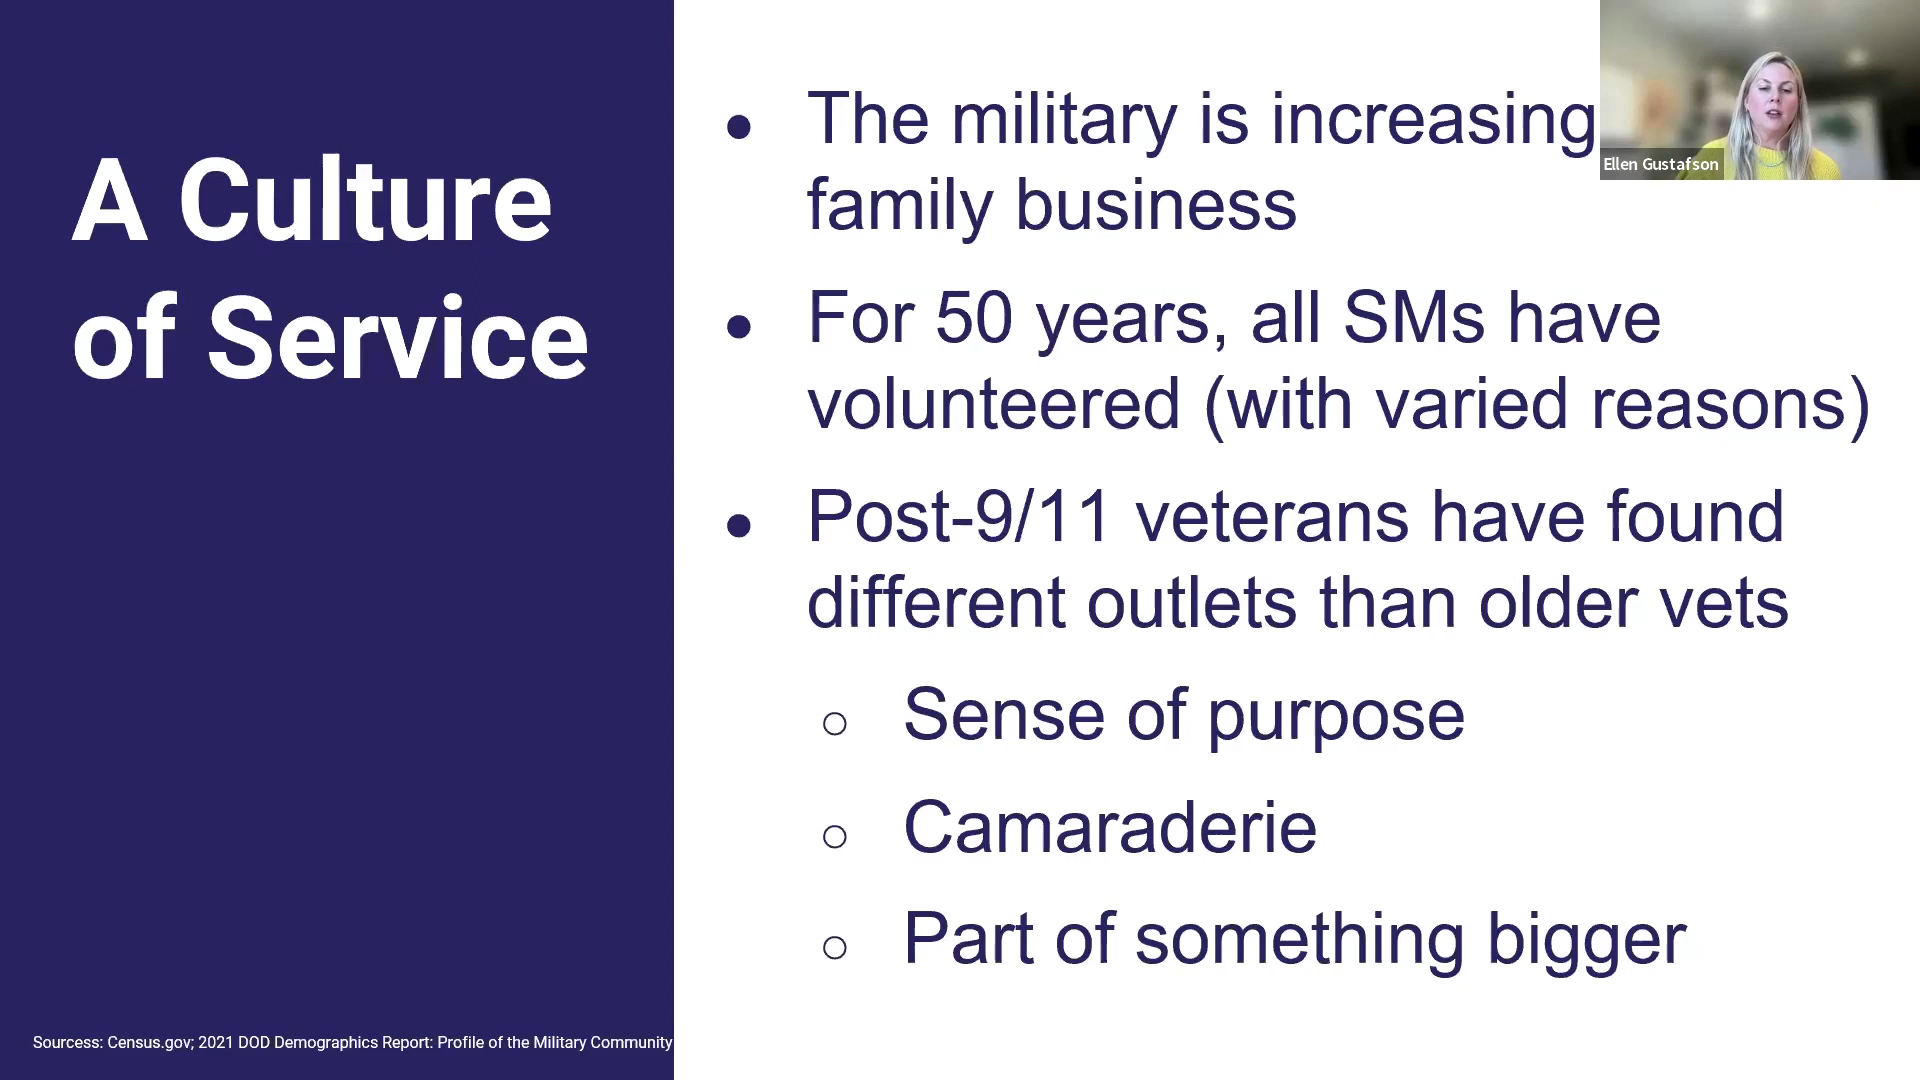 A Culture
of Service
Sourcess: Census.gov; 2021 DOD Demographics Report: Profile of the Military Community
• The military is increasing
family business
• For 50 years, all SMs have
volunteered (with varied reasons)
• Post-9/11 veterans have found
different outlets than older vets
○ Sense of purpose
○ Camaraderie
○ Part of something bigger
Ellen Gustafson